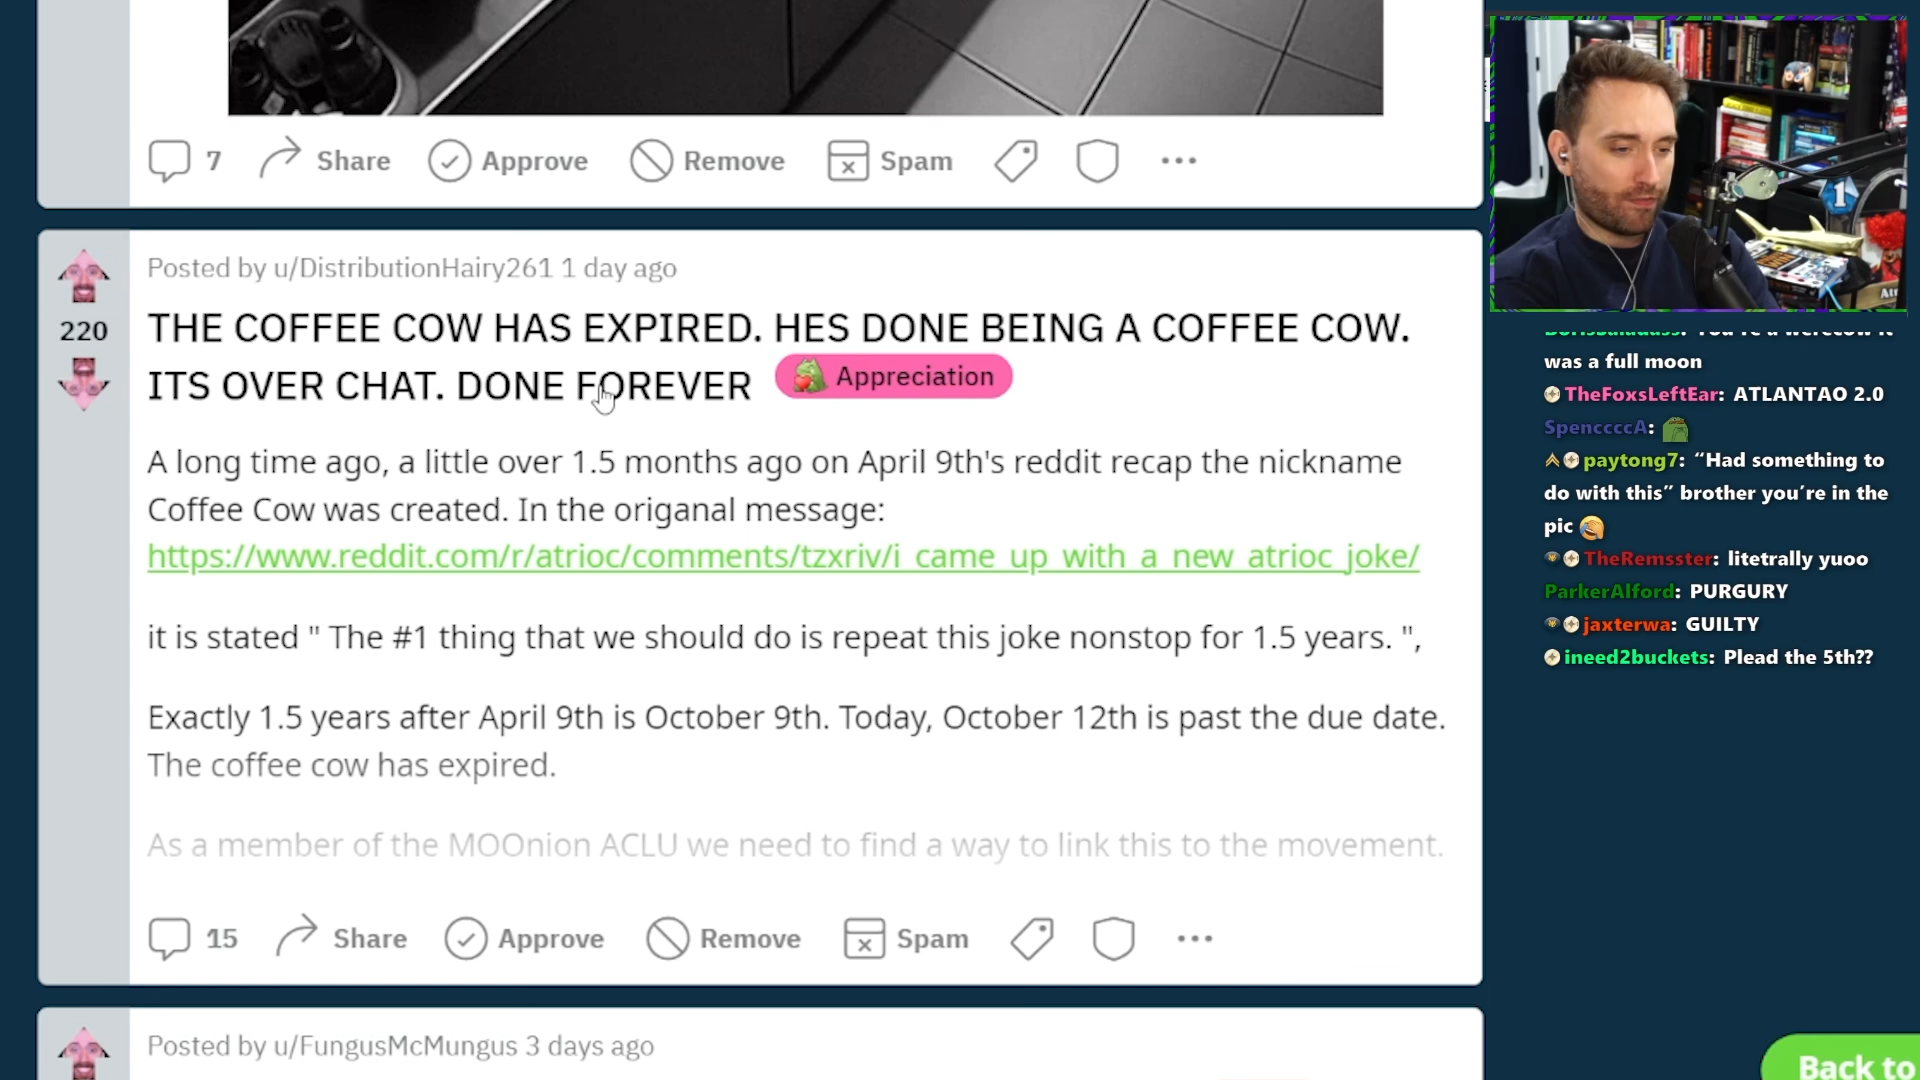 7 Share Approve Remove Spam
Posted by u/DistributionHairy261 1 day ago
220
THE COFFEE COW HAS EXPIRED. HES DONE BEING A COFFEE COW.
ITS OVER CHAT. DONE FOREVER Appreciation
A long time ago, a little over 1.5 months ago on April 9th's reddit recap the nickname
Coffee Cow was created. In the origanal message:
https://www.reddit.com/r/atrioc/comments/tzxriv/i_came_up_with_a_new_atrioc_joke/
it is stated " The #1 thing that we should do is repeat this joke nonstop for 1.5 years. ",
Exactly 1.5 years after April 9th is October 9th. Today, October 12th is past the due date.
The coffee cow has expired.
As a member of the MOOnion ACLU we need to find a way to link this to the movement.
15 Share Approve Remove Spam
Posted by u/FungusMcMungus 3 days ago
1
was a full moon
TheFoxsLeftEar: ATLANTAO 2.0
SpenccccA:
paytong7: “Had something to
do with this” brother you’re in the
pic
TheRemsster: litetrally yuoo
ParkerAlford: PURGURY
jaxterwa: GUILTY
ineed2buckets: Plead the 5th??
Back to